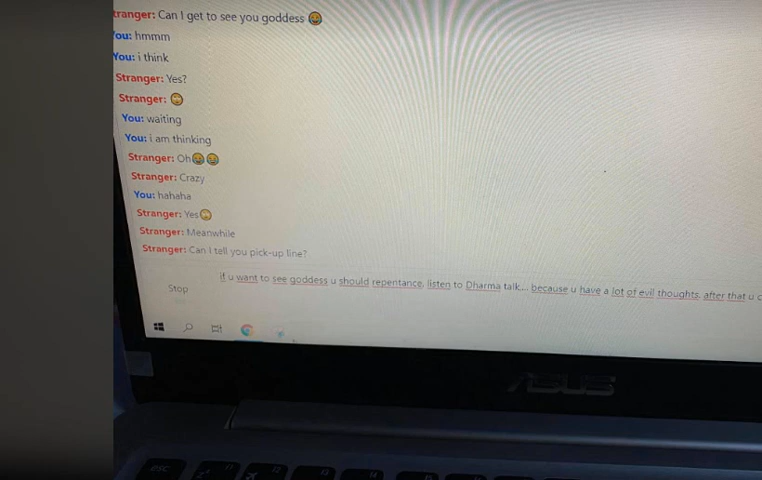 tranger: Can I get to see you goddess 😂
You: hmmm
You: i think
Stranger: Yes?
Stranger: 🙄
You: waiting
You: i am thinking
Stranger: Oh😂😂
Stranger: Crazy
You: hahaha
Stranger: Yes🙄
Stranger: Meanwhile
Stranger: Can I tell you pick-up line?
if u want to see goddess u should repentance, listen to Dharma talk... because u have a lot of evil thoughts. after that u c
Stop
ASUS
esc
f1
f3
f4